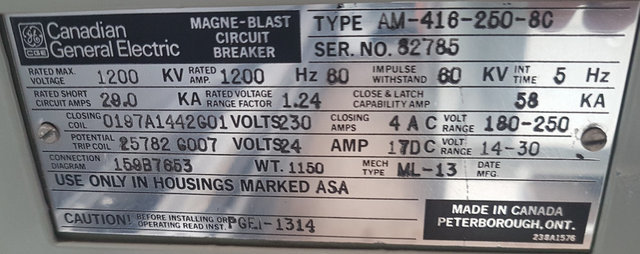 GE
CGE
Canadian General Electric
MAGNE-BLAST CIRCUIT BREAKER
TYPE AM-416-250-8C
SER. NO. 82785
RATED MAX. VOLTAGE 1200 KV RATED AMP. 1200 Hz 60 IMPULSE WITHSTAND 60 KV INT TIME 5 Hz
RATED SHORT CIRCUIT AMPS 29.0 KA RATED VOLTAGE RANGE FACTOR 1.24 CLOSE & LATCH CAPABILITY AMP 58 KA
CLOSING COIL 0197A1442G01 VOLTS 230 CLOSING AMPS 4 A C VOLT RANGE 180-250
POTENTIAL TRIP COIL 25782 G007 VOLTS 24 AMP 17 D C VOLT RANGE 14-30
CONNECTION DIAGRAM 159B7653 WT. 1150 MECH TYPE ML-13 DATE MFG.
USE ONLY IN HOUSINGS MARKED ASA
CAUTION! BEFORE INSTALLING OR OPERATING READ INST. PGEI-1314
MADE IN CANADA
PETERBOROUGH, ONT.
238A1576